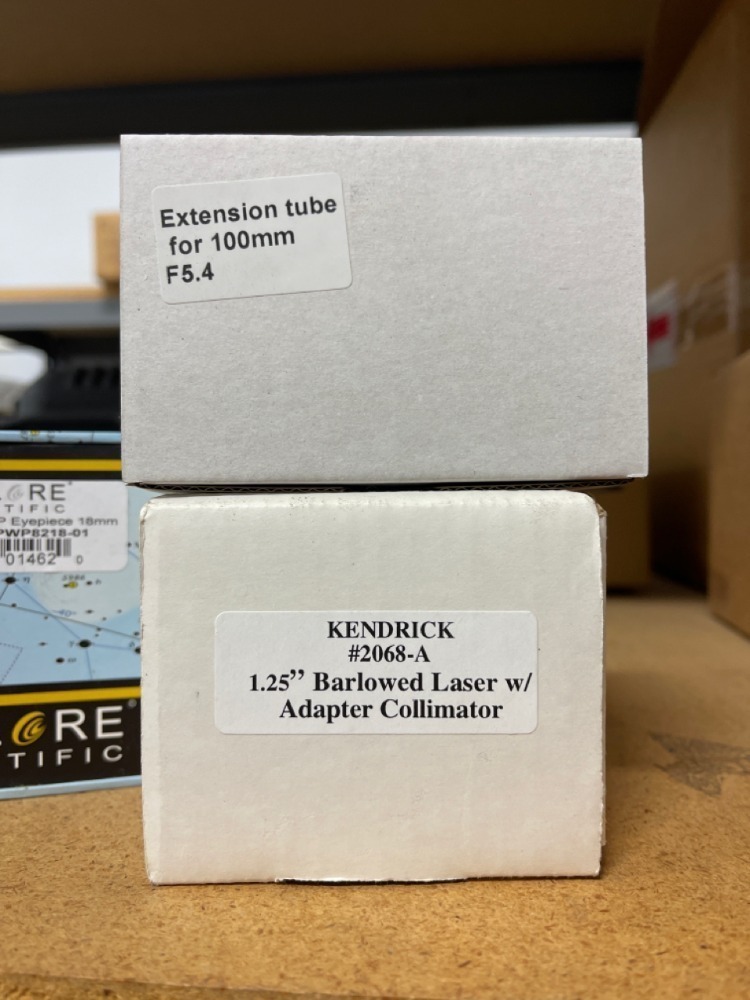 Extension tube
for 100mm
F5.4
KENDRICK
#2068-A
1.25” Barlowed Laser w/
Adapter Collimator
RE
TIFIC
Eyepiece 18mm
PWP8218-01
01462 0
RE
TIFIC